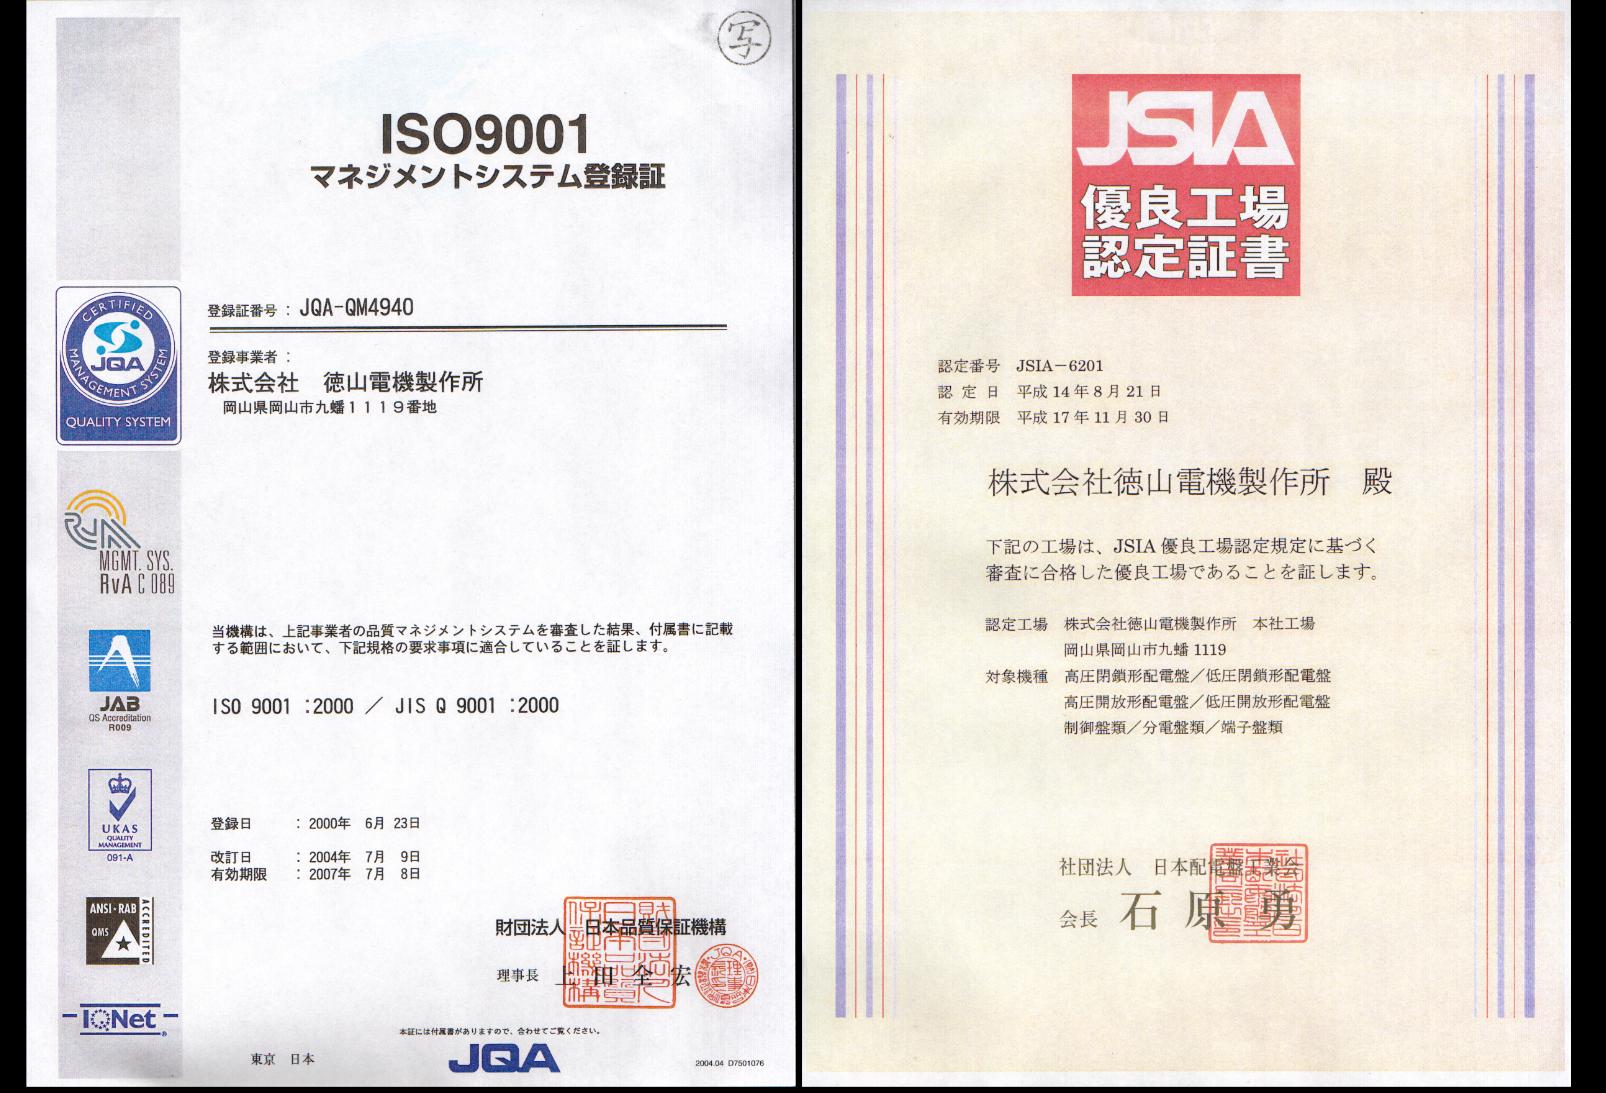 写
ISO9001
マネジメントシステム登録証
登録証番号 : JQA-QM4940
登録事業者 :
株式会社　徳山電機製作所
岡山県岡山市九蟠１１１９番地
CERTIFIED
JQA
MANAGEMENT SYSTEM
QUALITY SYSTEM
RvA
MGMT. SYS.
RvA C 089
当機構は、上記事業者の品質マネジメントシステムを審査した結果、付属書に記載
する範囲において、下記規格の要求事項に適合していることを証します。
JAB
QS Accreditation
R009
ISO 9001 :2000 ／ JIS Q 9001 :2000
UKAS
QUALITY
MANAGEMENT
091-A
登録日 : 2000年 6月 23日
改訂日 : 2004年 7月 9日
有効期限 : 2007年 7月 8日
ANSI・RAB
QMS
ACCREDITED
財団法人　日本品質保証機構
理事長　上田全宏
IQNet
本証には付属書がありますので、合わせてご覧ください。
東京　日本
JQA
2004.04 D7501076
JSIA
優良工場
認定証書
認定番号　JSIA－6201
認 定 日　平成 14 年 8 月 21 日
有効期限　平成 17 年 11 月 30 日
株式会社徳山電機製作所　殿
下記の工場は、JSIA 優良工場認定規定に基づく
審査に合格した優良工場であることを証します。
認定工場　株式会社徳山電機製作所　本社工場
岡山県岡山市九蟠 1119
対象機種　高圧閉鎖形配電盤／低圧閉鎖形配電盤
高圧開放形配電盤／低圧開放形配電盤
制御盤類／分電盤類／端子盤類
社団法人　日本配電盤工業会
会長　石原　勇